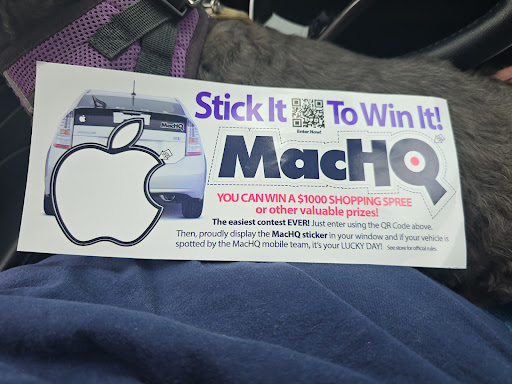 Stick It To Win It!
Enter Now!
MacHQ
MacHQ
YOU CAN WIN A $1000 SHOPPING SPREE
or other valuable prizes!
The easiest contest EVER! Just enter using the QR Code above.
Then, proudly display the MacHQ sticker in your window and if your vehicle is
spotted by the MacHQ mobile team, it's your LUCKY DAY! See store for official rules.